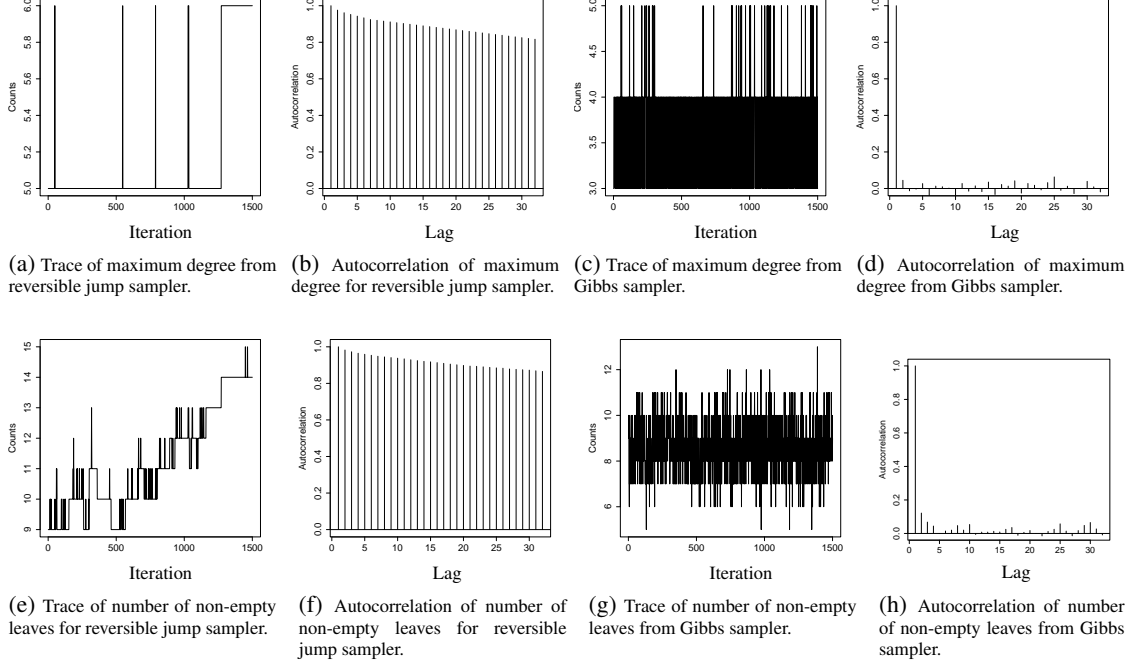 6.0
5.8
5.6
5.4
5.2
5.0
Counts
0
500
1000
1500
Iteration
1.0
0.8
0.6
0.4
0.2
0.0
Autocorrelation
0
5
10
15
20
25
30
Lag
5.0
4.5
4.0
3.5
3.0
Counts
0
500
1000
1500
Iteration
1.0
0.8
0.6
0.4
0.2
0.0
Autocorrelation
0
5
10
15
20
25
30
Lag
(a) Trace of maximum degree from
reversible jump sampler.
(b) Autocorrelation of maximum
degree for reversible jump sampler.
(c) Trace of maximum degree from
Gibbs sampler.
(d) Autocorrelation of maximum
degree from Gibbs sampler.
15
14
13
12
11
10
9
Counts
0
500
1000
1500
Iteration
1.0
0.8
0.6
0.4
0.2
0.0
Autocorrelation
0
5
10
15
20
25
30
Lag
12
10
8
6
Counts
0
500
1000
1500
Iteration
1.0
0.8
0.6
0.4
0.2
0.0
Autocorrelation
0
5
10
15
20
25
30
Lag
(e) Trace of number of non-empty
leaves for reversible jump sampler.
(f) Autocorrelation of number of
non-empty leaves for reversible
jump sampler.
(g) Trace of number of non-empty
leaves from Gibbs sampler.
(h) Autocorrelation of number
of non-empty leaves from Gibbs
sampler.